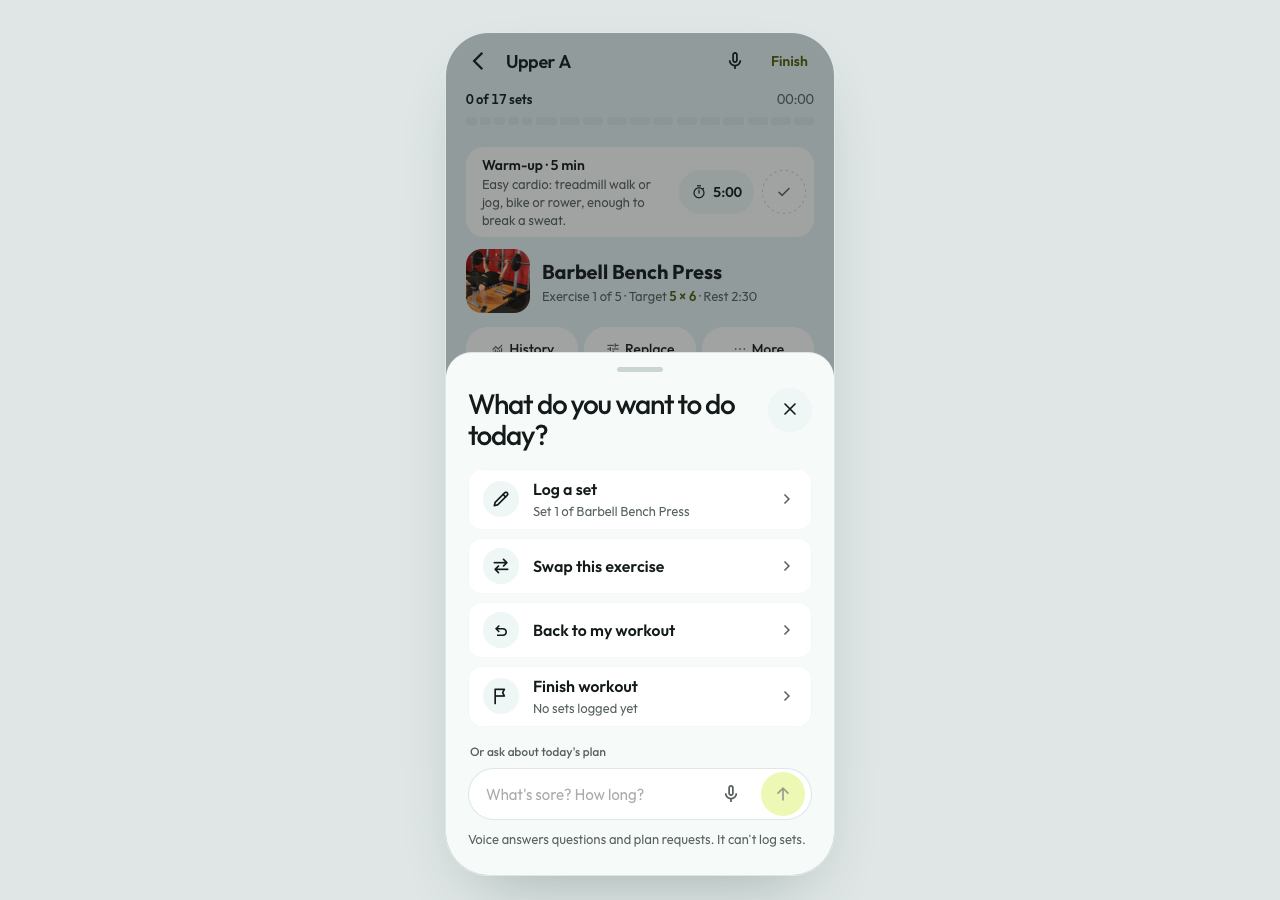 Upper A
Finish
0 of 17 sets
00:00
Warm-up · 5 min
Easy cardio: treadmill walk or
jog, bike or rower, enough to
break a sweat.
5:00
Barbell Bench Press
Exercise 1 of 5 · Target 5 × 6 · Rest 2:30
History
Replace
More
What do you want to do
today?
Log a set
Set 1 of Barbell Bench Press
Swap this exercise
Back to my workout
Finish workout
No sets logged yet
Or ask about today's plan
What's sore? How long?
Voice answers questions and plan requests. It can't log sets.